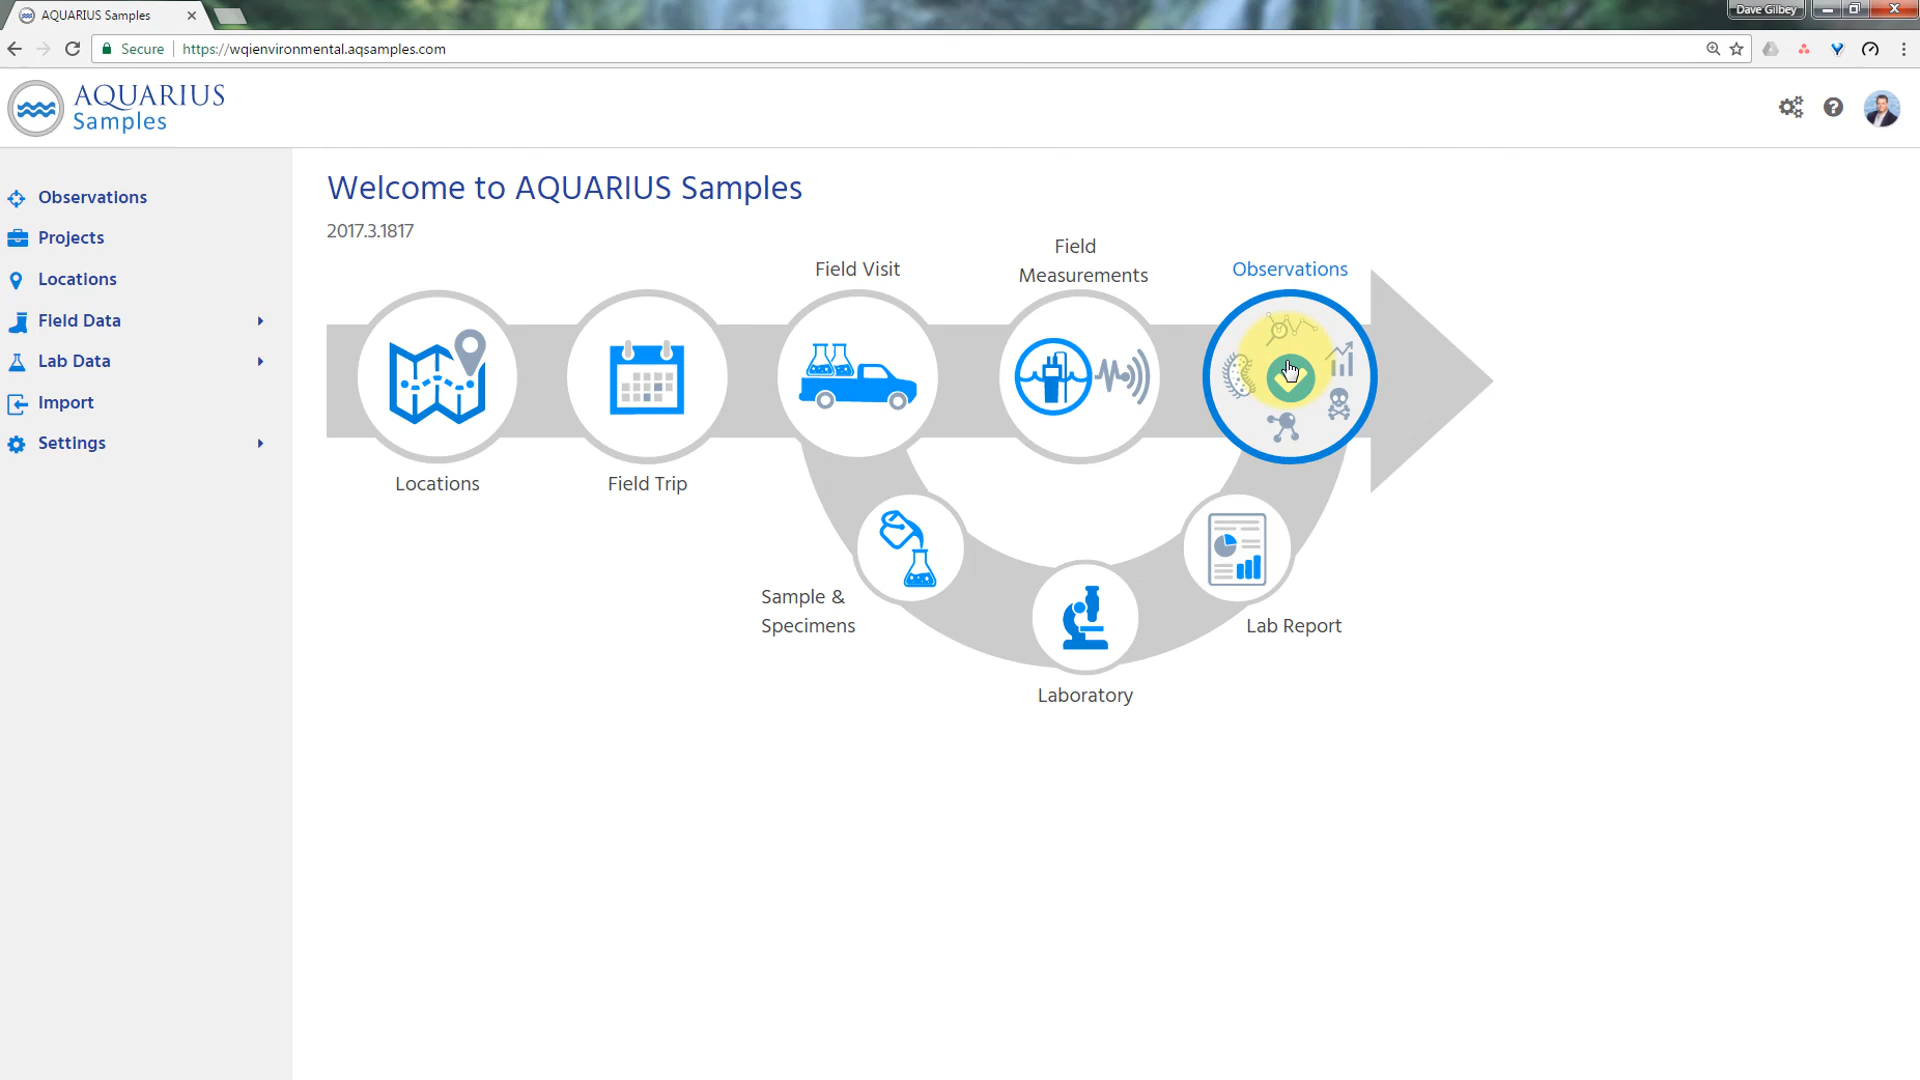 AQUARIUS Samples
Dave Gilbey
Secure
https://wqienvironmental.aqsamples.com
AQUARIUS
Samples
Observations
Projects
Locations
Field Data
Lab Data
Import
Settings
Welcome to AQUARIUS Samples
2017.3.1817
Field Visit
Field
Measurements
Observations
Locations
Field Trip
Sample &
Specimens
Lab Report
Laboratory